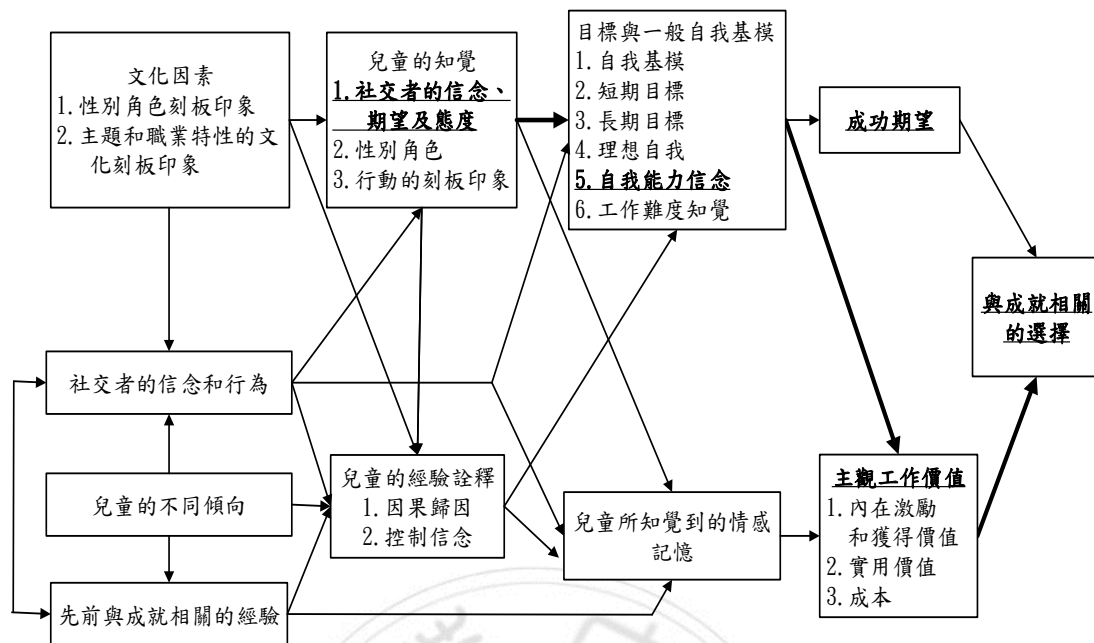 文化因素
1.性別角色刻板印象
2.主題和職業特性的文
化刻板印象
兒童的知覺
1.社交者的信念、
期望及態度
2.性別角色
3.行動的刻板印象
目標與一般自我基模
1.自我基模
2.短期目標
3.長期目標
4.理想自我
5.自我能力信念
6.工作難度知覺
成功期望
與成就相關
的選擇
社交者的信念和行為
兒童的不同傾向
先前與成就相關的經驗
兒童的經驗詮釋
1.因果歸因
2.控制信念
兒童所知覺到的情感
記憶
主觀工作價值
1.內在激勵
和獲得價值
2.實用價值
3.成本